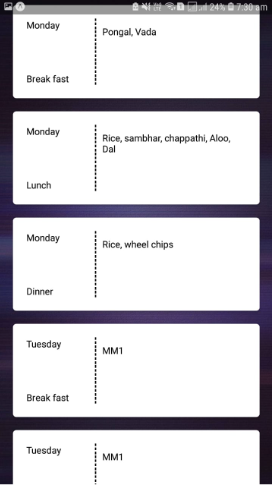 24% 7:30 am
Monday
Pongal, Vada
Break fast
Monday
Rice, sambhar, chappathi, Aloo,
Dal
Lunch
Monday
Rice, wheel chips
Dinner
Tuesday
MM1
Break fast
Tuesday
MM1